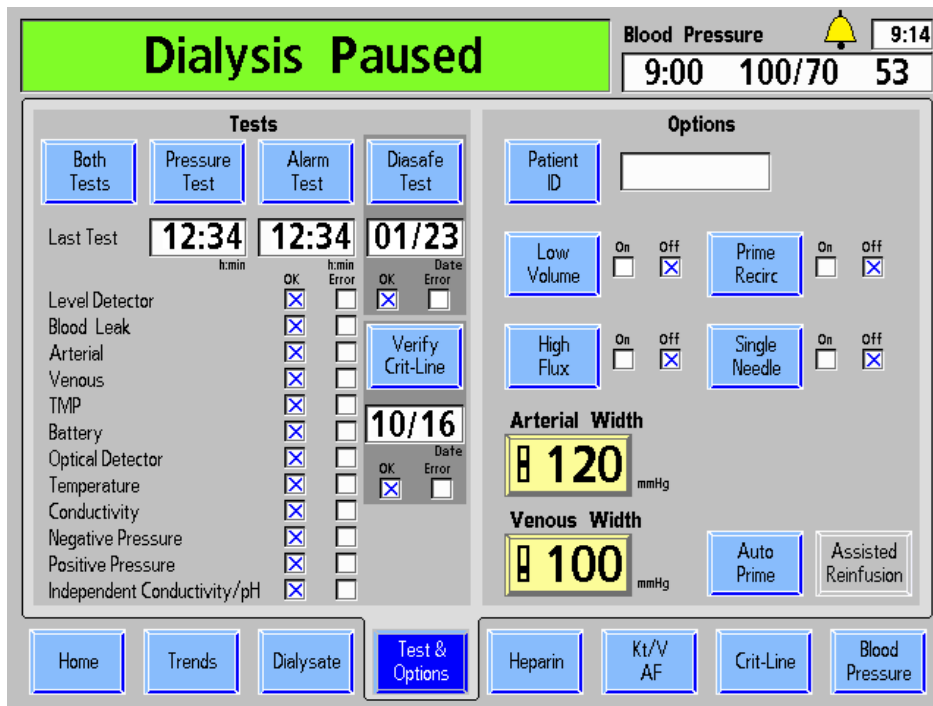 Dialysis Paused
Blood Pressure
9:14
9:00 100/70 53
Tests
Both
Tests
Pressure
Test
Alarm
Test
Diasafe
Test
Last Test
12:34
12:34
01/23
h:min
h:min
Date
OK Error
OK Error
Level Detector
Blood Leak
Arterial
Venous
TMP
Battery
Optical Detector
Temperature
Conductivity
Negative Pressure
Positive Pressure
Independent Conductivity/pH
Verify
Crit-Line
10/16
Date
OK Error
Options
Patient
ID
Low
Volume
On Off
Prime
Recirc
On Off
High
Flux
On Off
Single
Needle
On Off
Arterial Width
120 mmHg
Venous Width
100 mmHg
Auto
Prime
Assisted
Reinfusion
Home
Trends
Dialysate
Test &
Options
Heparin
Kt/V
AF
Crit-Line
Blood
Pressure